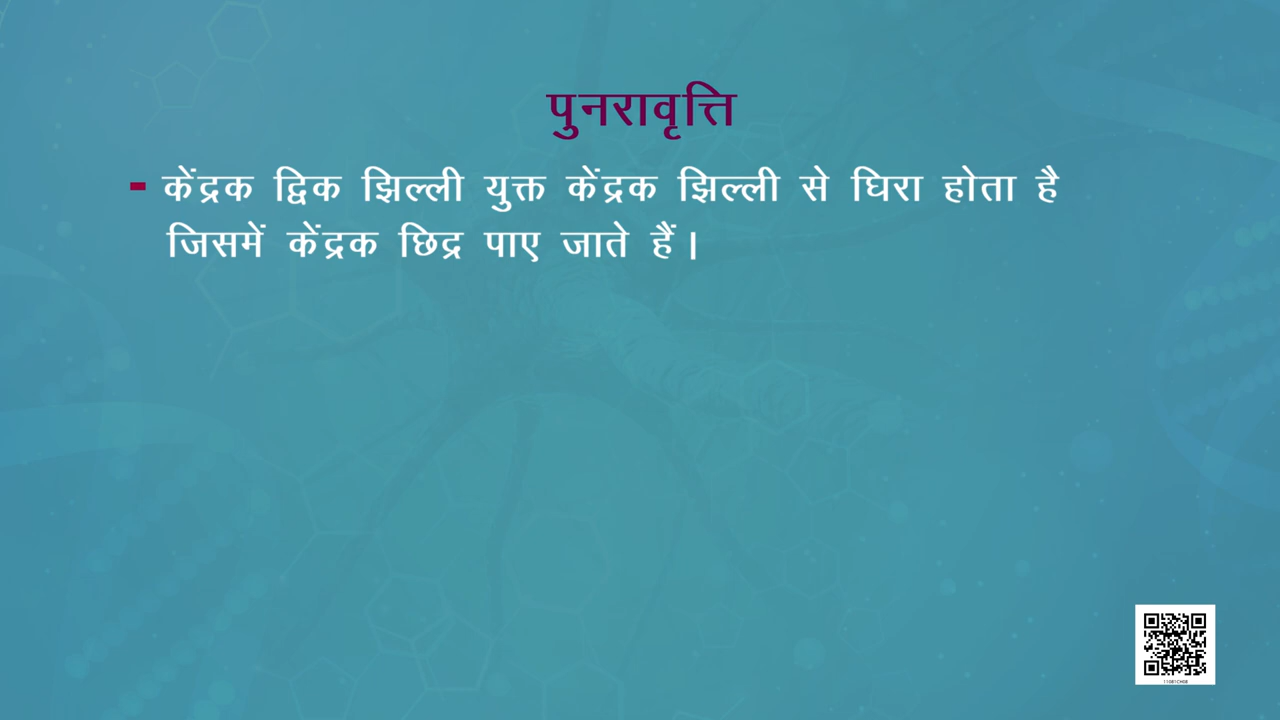 पुनरावृत्ति
- केंद्रक द्विक झिल्ली युक्त केंद्रक झिल्ली से घिरा होता है
जिसमें केंद्रक छिद्र पाए जाते हैं।